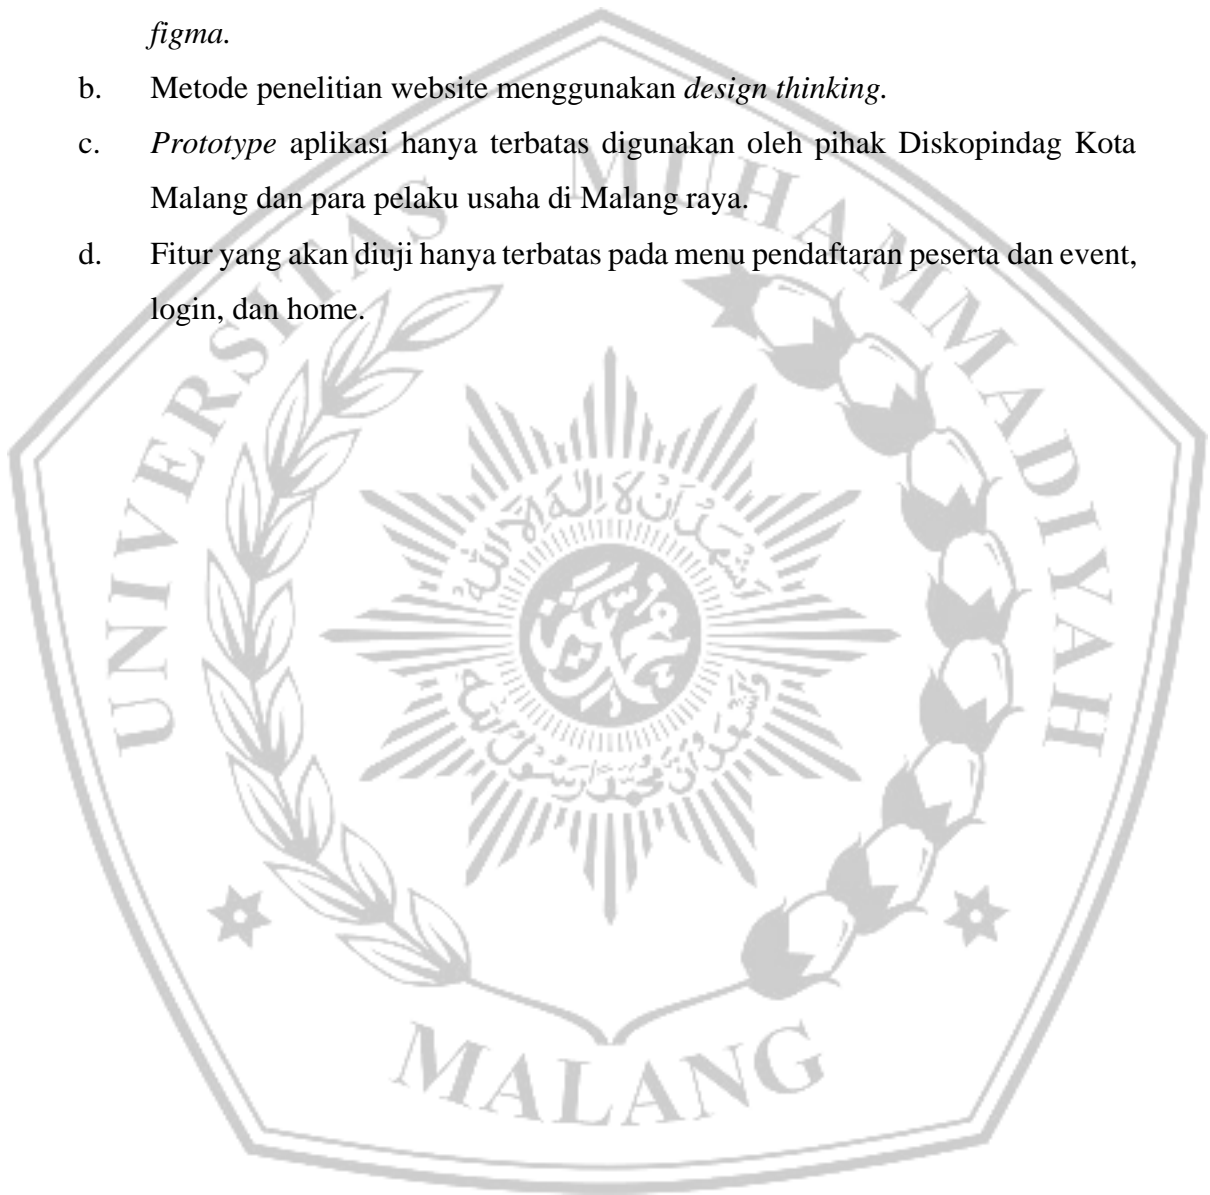 figma.
b. Metode penelitian website menggunakan design thinking.
c. Prototype aplikasi hanya terbatas digunakan oleh pihak Diskopindag Kota
Malang dan para pelaku usaha di Malang raya.
d. Fitur yang akan diuji hanya terbatas pada menu pendaftaran peserta dan event,
login, dan home.
UNIVERSITAS MUHAMMADIYAH
MALANG